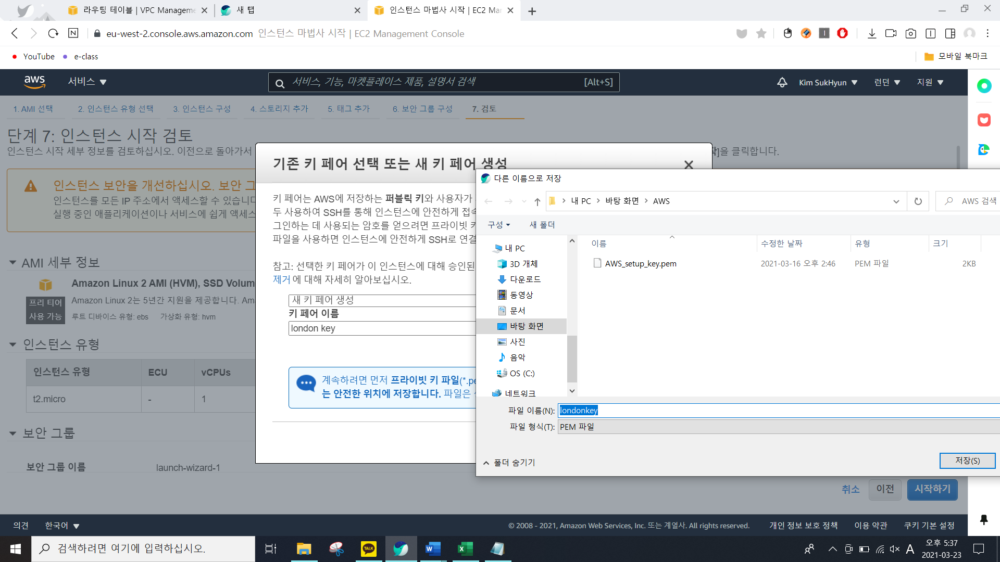 라우팅 테이블 | VPC Manageme
새 탭
인스턴스 마법사 시작 | EC2 Ma
eu-west-2.console.aws.amazon.com 인스턴스 마법사 시작 | EC2 Management Console
YouTube
e-class
모바일 북마크
aws
서비스
서비스, 기능, 마켓플레이스 제품, 설명서 검색
[Alt+S]
Kim SukHyun
런던
지원
1. AMI 선택
2. 인스턴스 유형 선택
3. 인스턴스 구성
4. 스토리지 추가
5. 태그 추가
6. 보안 그룹 구성
7. 검토
단계 7: 인스턴스 시작 검토
인스턴스 시작 세부 정보를 검토하십시오. 이전으로 돌아가서
]을 클릭합니다.
인스턴스 보안을 개선하십시오. 보안 그
인스턴스를 모든 IP 주소에서 액세스할 수 있습니다
실행 중인 애플리케이션이나 서비스에 쉽게 액세스
AMI 세부 정보
Amazon Linux 2 AMI (HVM), SSD Volum
프리 티어
사용 가능
Amazon Linux 2는 5년간 지원을 제공합니다. Am
루트 디바이스 유형: ebs
가상화 유형: hvm
인스턴스 유형
인스턴스 유형
ECU
vCPUs
t2.micro
-
1
보안 그룹
보안 그룹 이름
launch-wizard-1
기존 키 페어 선택 또는 새 키 페어 생성
키 페어는 AWS에 저장하는 퍼블릭 키와 사용자가
두 사용하여 SSH를 통해 인스턴스에 안전하게 접속
그인하는 데 사용되는 암호를 얻으려면 프라이빗 키
파일을 사용하면 인스턴스에 안전하게 SSH로 연결
참고: 선택한 키 페어가 이 인스턴스에 대해 승인된
제거 에 대해 자세히 알아보십시오.
새 키 페어 생성
키 페어 이름
london key
계속하려면 먼저 프라이빗 키 파일(*.pe
는 안전한 위치에 저장합니다. 파일은
다른 이름으로 저장
내 PC
바탕 화면
AWS
AWS 검색
구성
새 폴더
내 PC
3D 개체
다운로드
동영상
문서
바탕 화면
사진
음악
OS (C:)
네트워크
이름
수정한 날짜
유형
크기
AWS_setup_key.pem
2021-03-16 오후 2:46
PEM 파일
2KB
파일 이름(N):
londonkey
파일 형식(T):
PEM 파일
폴더 숨기기
저장(S)
취소
이전
시작하기
의견
한국어
© 2008 - 2021, Amazon Web Services, Inc. 또는 계열사. All rights reserved.
개인 정보 보호 정책
이용 약관
쿠키 기본 설정
검색하려면 여기에 입력하십시오.
TALK
A
오후 5:37
2021-03-23